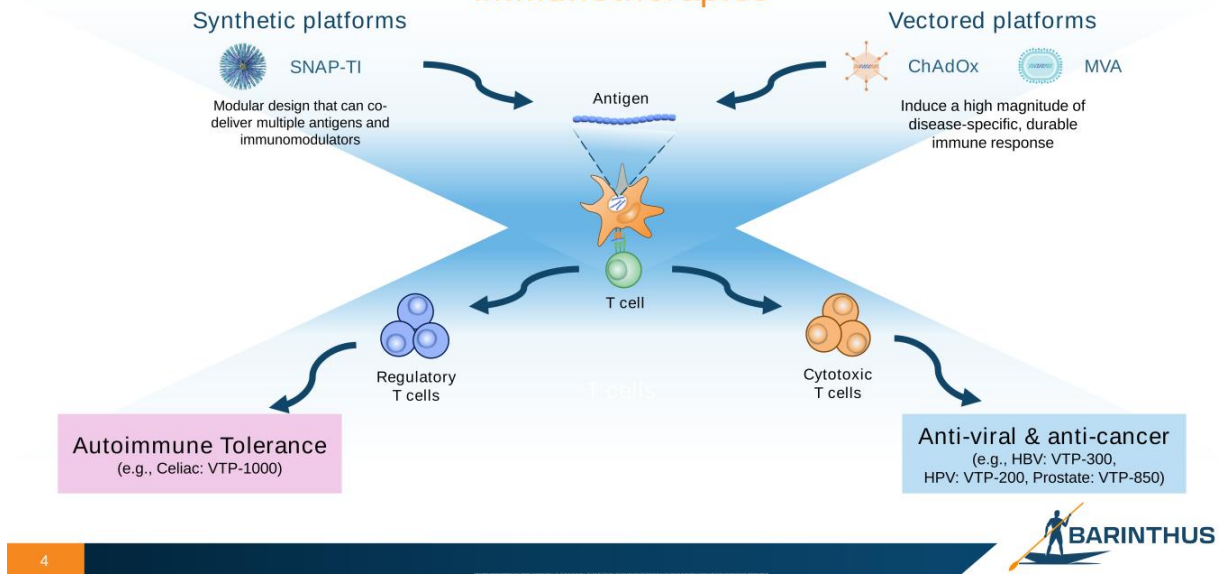 Immunotherapies
Synthetic platforms
Vectored platforms
SNAP-TI
ChAdOx
MVA
Modular design that can co-
deliver multiple antigens and
immunomodulators
Antigen
Induce a high magnitude of
disease-specific, durable
immune response
T cell
Regulatory
T cells
T cells
Cytotoxic
T cells
Autoimmune Tolerance
(e.g., Celiac: VTP-1000)
Anti-viral & anti-cancer
(e.g., HBV: VTP-300,
HPV: VTP-200, Prostate: VTP-850)
4
BARINTHUS